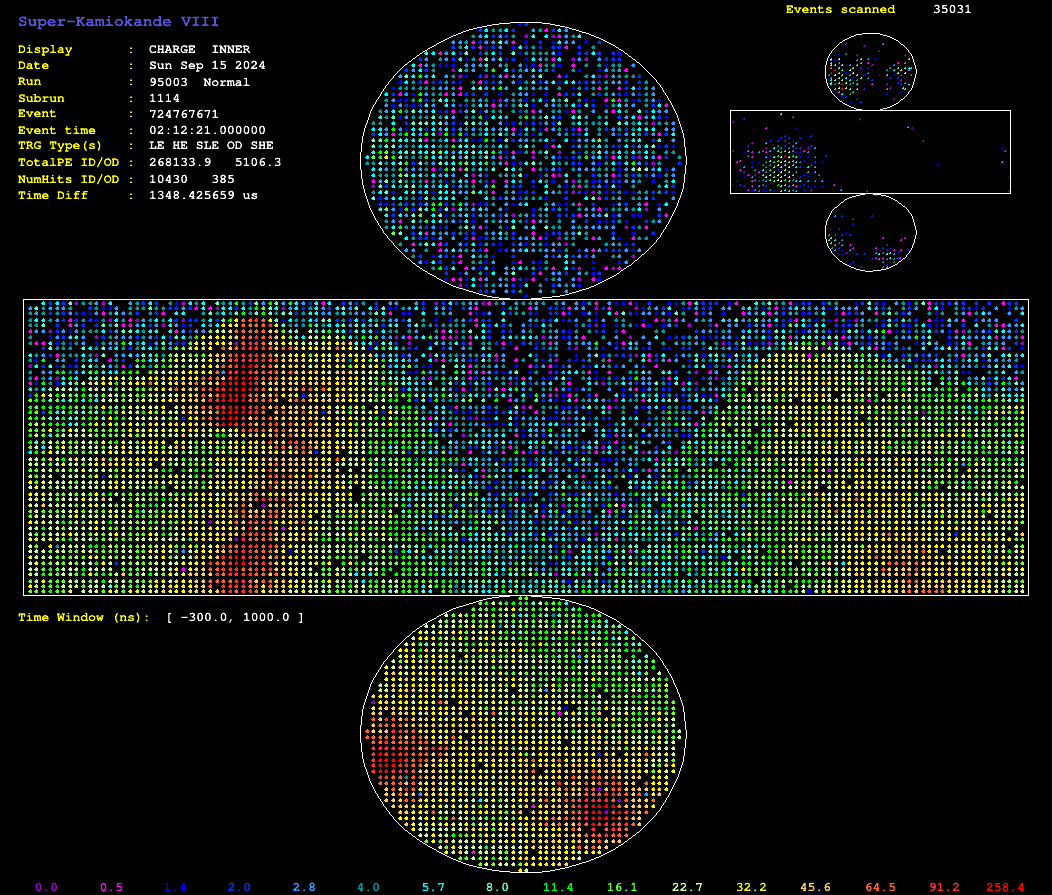 Super-Kamiokande VIII
Events scanned 35031
Display : CHARGE INNER
Date : Sun Sep 15 2024
Run : 95003 Normal
Subrun : 1114
Event : 724767671
Event time : 02:12:21.000000
TRG Type(s) : LE HE SLE OD SHE
TotalPE ID/OD : 268133.9 5106.3
NumHits ID/OD : 10430 385
Time Diff : 1348.425659 us
Time Window (ns): [ -300.0, 1000.0 ]
0.0 0.5 1.4 2.0 2.8 4.0 5.7 8.0 11.4 16.1 22.7 32.2 45.6 64.5 91.2 258.4